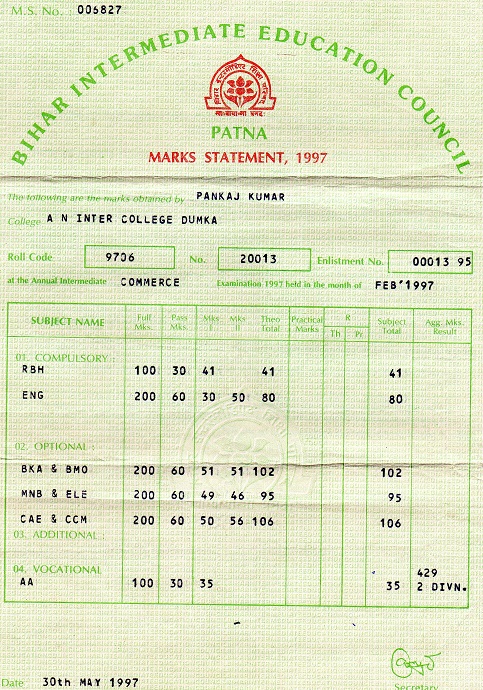 M.S. No. : 006827
BIHAR INTERMEDIATE EDUCATION COUNCIL
PATNA
MARKS STATEMENT, 1997
The following are the marks obtained by PANKAJ KUMAR
College A N INTER COLLEGE DUMKA
Roll Code 9706 No. 20013 Enlistment No. 00013 95
at the Annual Intermediate COMMERCE Examination 1997 held in the month of FEB'1997
SUBJECT NAME Full Mks. Pass Mks. Mks I Mks II Theo Total Practical Marks R Th Pr Subject Total Agg. Mks. Result
01. COMPULSORY :
RBH 100 30 41 41 41
ENG 200 60 30 50 80 80
02. OPTIONAL :
BKA & BMO 200 60 51 51 102 102
MNB & ELE 200 60 49 46 95 95
CAE & CCM 200 60 50 56 106 106
03. ADDITIONAL :
04. VOCATIONAL 429
AA 100 30 35 35 2 DIVN.
Date 30th MAY 1997 Secretary